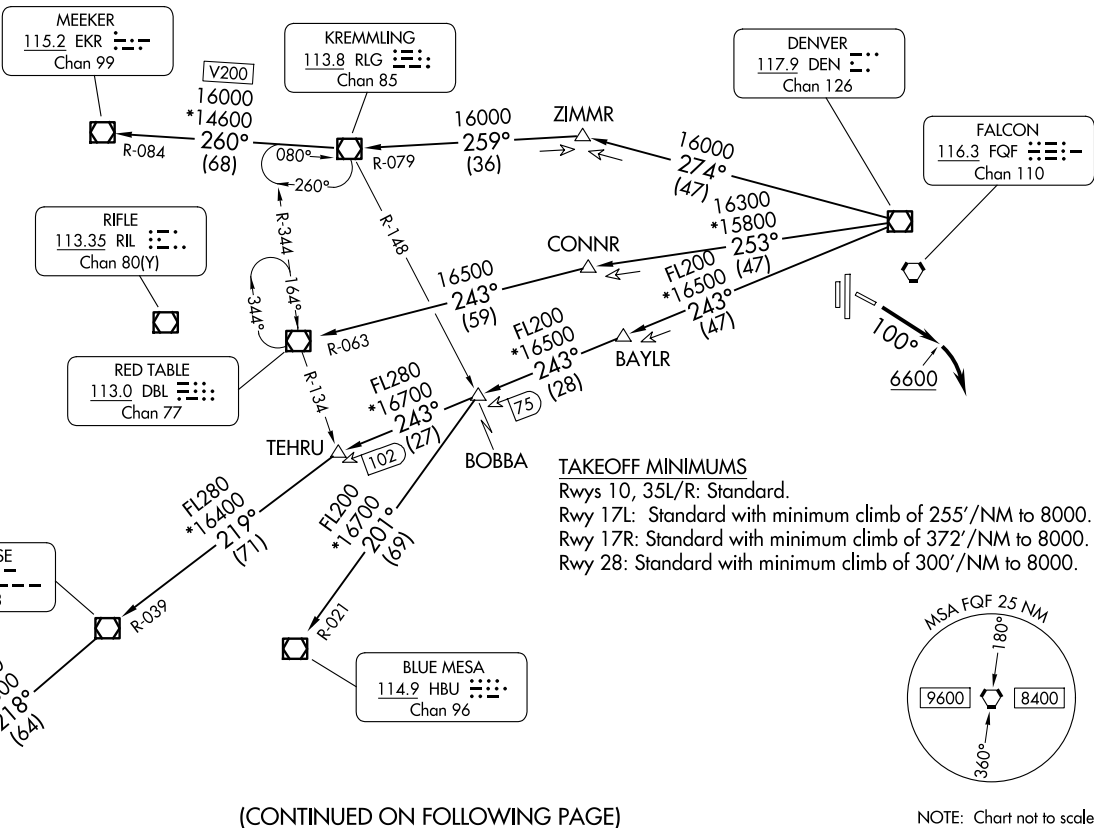 MEEKER
115.2 EKR
Chan 99
KREMMLING
113.8 RLG
Chan 85
DENVER
117.9 DEN
Chan 126
FALCON
116.3 FQF
Chan 110
V200
16000
*14600
260°
(68)
R-084
080°
260°
R-079
16000
259°
(36)
ZIMMR
16000
274°
(47)
16300
*15800
253°
(47)
CONNR
FL200
*16500
243°
(47)
RIFLE
113.35 RIL
Chan 80(Y)
R-344
164°
344°
R-148
16500
243°
(59)
R-063
RED TABLE
113.0 DBL
Chan 77
R-134
FL200
*16500
243°
(28)
BAYLR
100°
6600
FL280
*16700
243°
(27)
75
BOBBA
TEHRU
102
FL280
*16400
219°
(71)
FL200
*16700
201°
(69)
R-039
R-021
SE
218°
(64)
BLUE MESA
114.9 HBU
Chan 96
TAKEOFF MINIMUMS
Rwys 10, 35L/R: Standard.
Rwy 17L: Standard with minimum climb of 255'/NM to 8000.
Rwy 17R: Standard with minimum climb of 372'/NM to 8000.
Rwy 28: Standard with minimum climb of 300'/NM to 8000.
MSA FQF 25 NM
180°
9600
8400
360°
(CONTINUED ON FOLLOWING PAGE)
NOTE: Chart not to scale